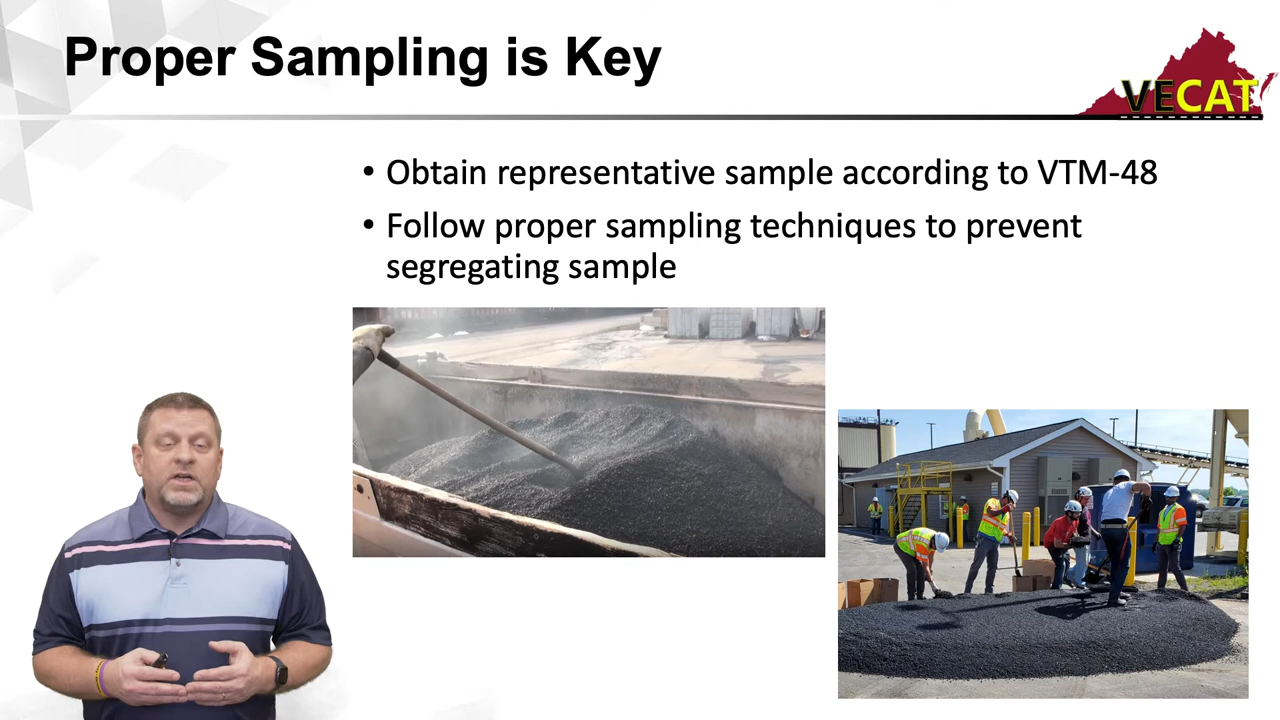 Proper Sampling is Key
VECAT
• Obtain representative sample according to VTM-48
• Follow proper sampling techniques to prevent
segregating sample